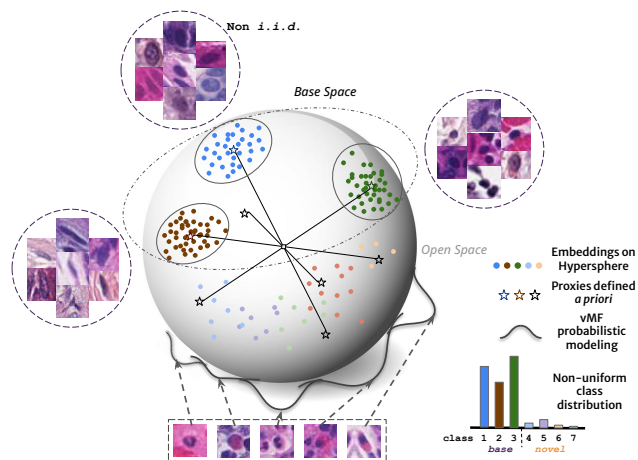 Non i.i.d.
Base Space
Open Space
Embeddings on
Hypersphere
Proxies defined
a priori
vMF
probabilistic
modeling
Non-uniform
class
distribution
class 1 2 3 4 5 6 7
base novel